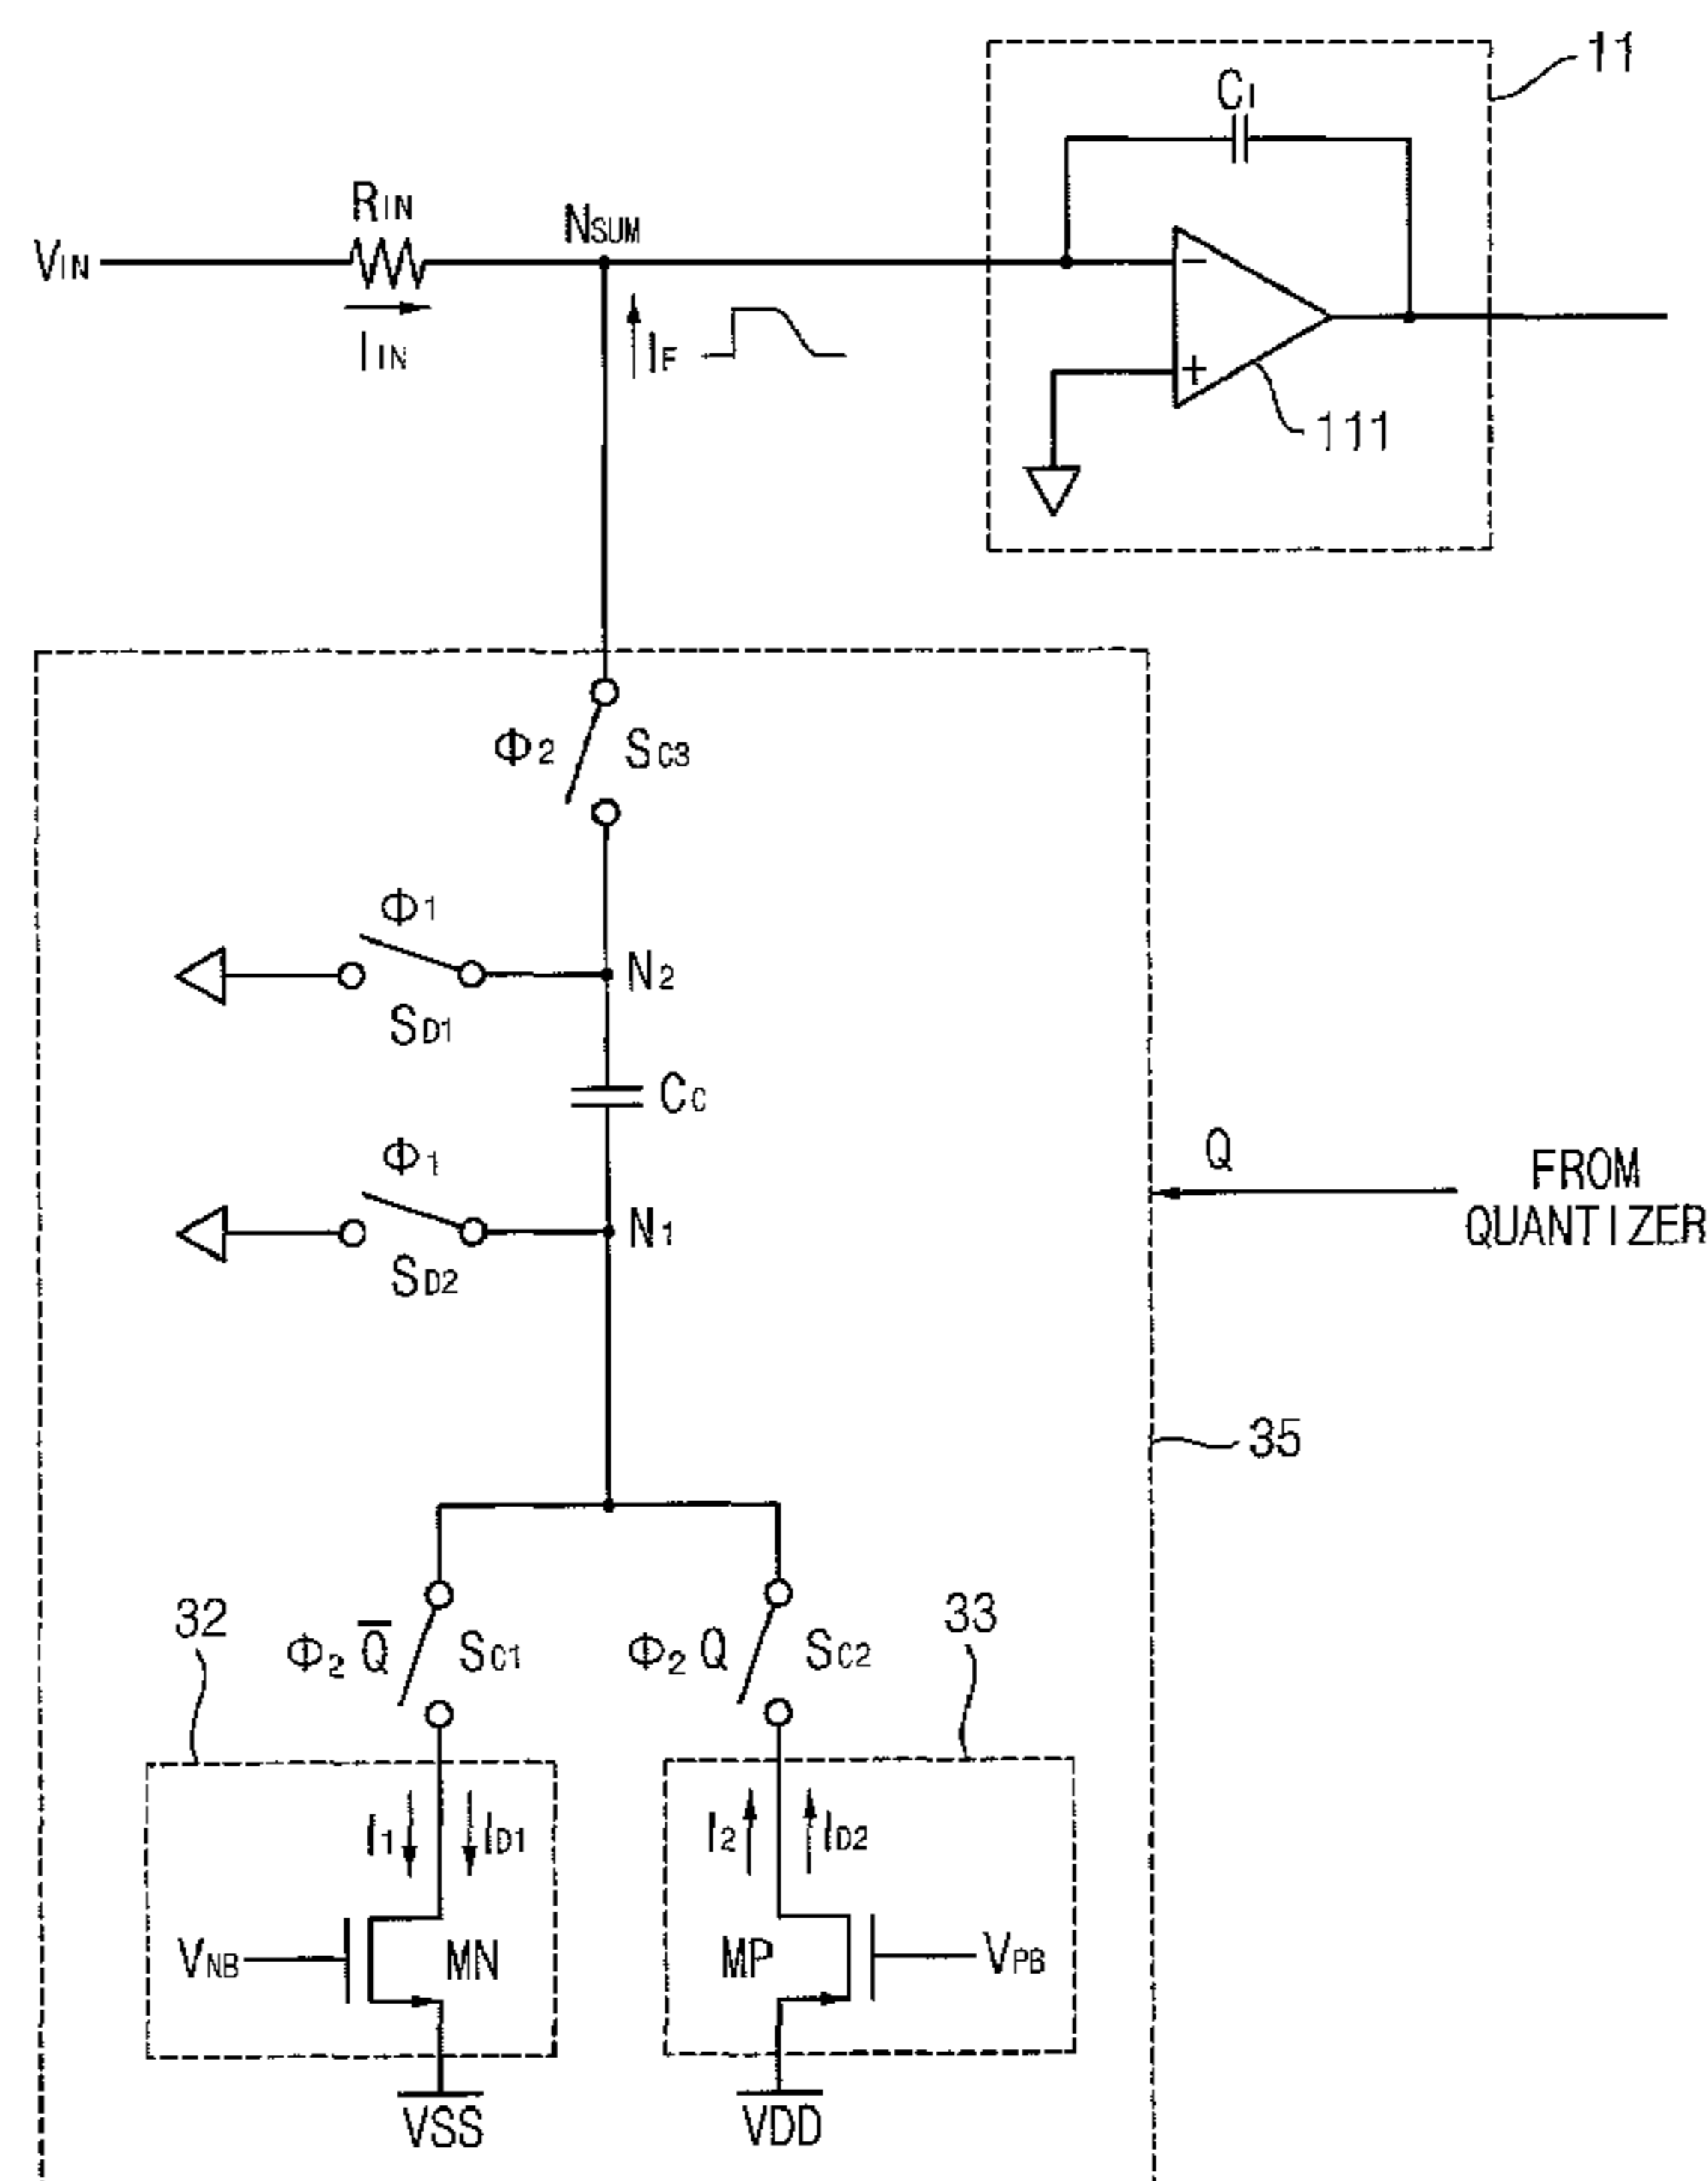 11
CI
RIN
NSUM
VIN
IIN
IF
−
+
111
Φ2
SC3
Φ1
N2
SD1
CC
Φ1
N1
SD2
Q
FROM
QUANTIZER
35
32
33
Φ2 Q̅
SC1
Φ2 Q
SC2
I1
ID1
I2
ID2
VNB
MN
MP
VPB
VSS
VDD